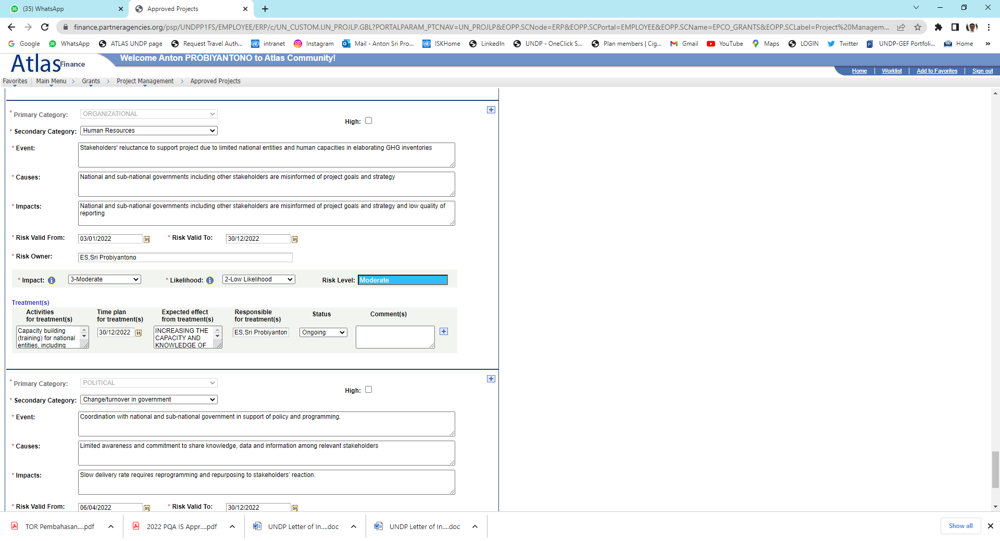 (35) WhatsApp
Approved Projects
finance.partneragencies.org/psp/UNDPP1FS/EMPLOYEE/ERP/c/UN_CUSTOM.UN_PROJLP.GBL?PORTALPARAM_PTCNAV=UN_PROJLP&EOPP.SCNode=ERP&EOPP.SCPortal=EMPLOYEE&EOPP.SCName=EPCO_GRANTS&EOPP.SCLabel=Project%20Managem...
Google WhatsApp ATLAS UNDP page Request Travel Auth... intranet Instagram Mail - Anton Sri Pro... ISKHome LinkedIn UNDP - OneClick S... Plan members | Cig... Gmail YouTube Maps LOGIN Twitter UNDP-GEF Portfoli... Home »
Atlas Finance
Welcome Anton PROBIYANTONO to Atlas Community!
Home Worklist Add to Favorites Sign out
Favorites Main Menu > Grants > Project Management > Approved Projects
* Primary Category: ORGANIZATIONAL
High:
* Secondary Category: Human Resources
* Event: Stakeholders' reluctance to support project due to limited national entities and human capacities in elaborating GHG inventories
* Causes: National and sub-national governments including other stakeholders are misinformed of project goals and strategy
* Impacts: National and sub-national governments including other stakeholders are misinformed of project goals and strategy and low quality of
reporting
* Risk Valid From: 03/01/2022 * Risk Valid To: 30/12/2022
* Risk Owner: ES,Sri Probiyantono
* Impact: 3-Moderate * Likelihood: 2-Low Likelihood Risk Level: Moderate
Treatment(s)
Activities
for treatment(s)
Time plan
for treatment(s)
Expected effect
from treatment(s)
Responsible
for treatment(s)
Status
Comment(s)
Capacity building
(training) for national
entities, including
30/12/2022
INCREASING THE
CAPACITY AND
KNOWLEDGE OF
ES,Sri Probiyanton
Ongoing
* Primary Category: POLITICAL
High:
* Secondary Category: Change/turnover in government
* Event: Coordination with national and sub-national government in support of policy and programming.
* Causes: Limited awareness and commitment to share knowledge, data and information among relevant stakeholders
* Impacts: Slow delivery rate requires reprogramming and repurposing to stakeholders' reaction.
* Risk Valid From: 06/04/2022 * Risk Valid To: 30/12/2022
TOR Pembahasan....pdf 2022 PQA IS Appr....pdf UNDP Letter of In....doc UNDP Letter of In....doc Show all